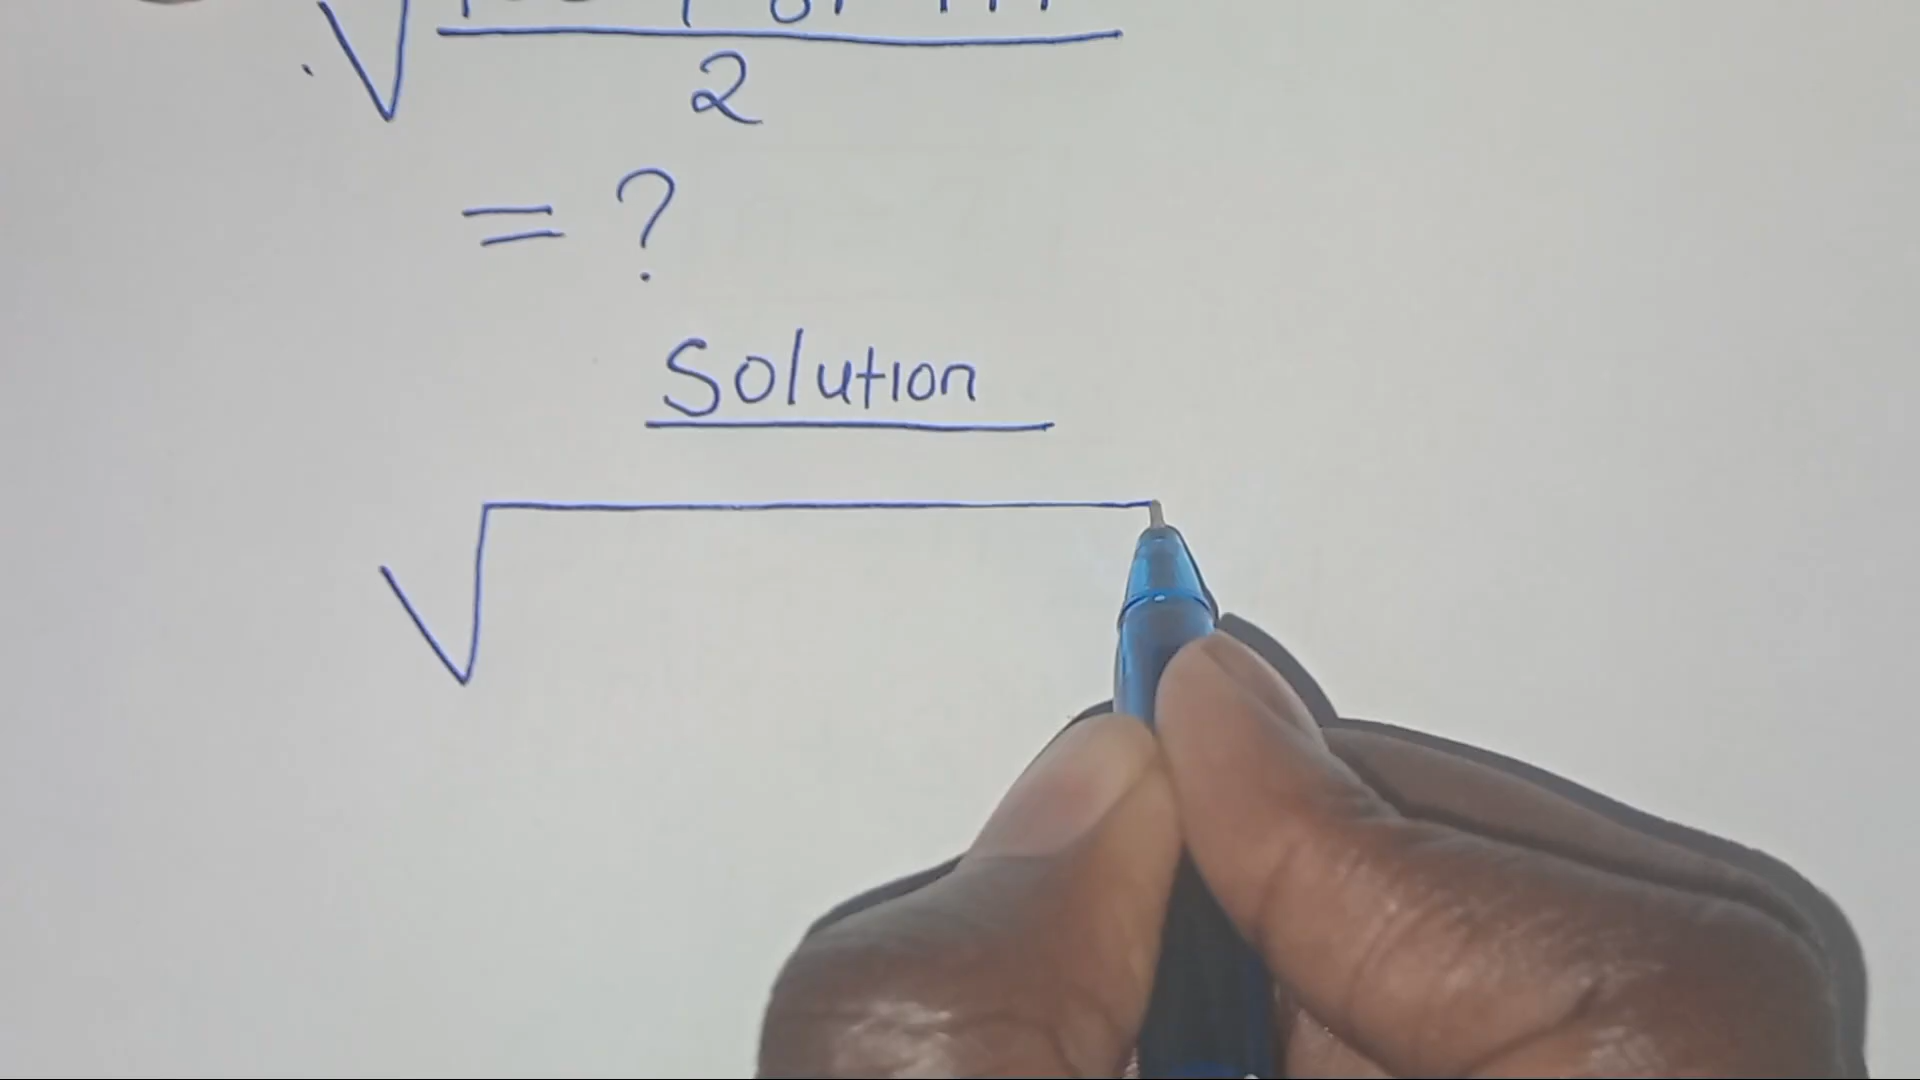 2
= ?
Solution
√